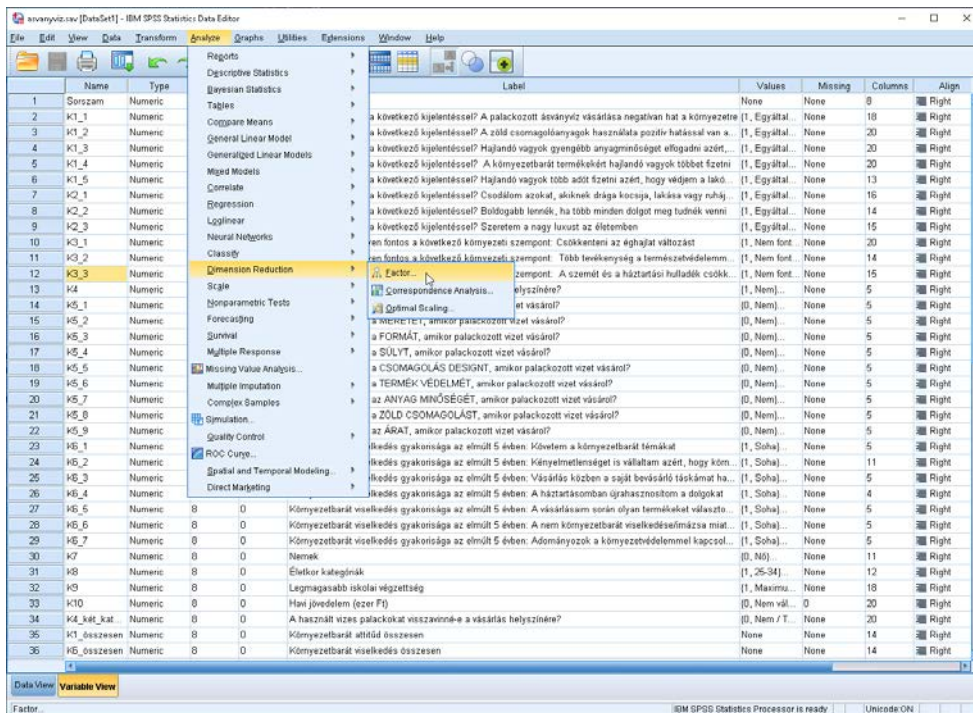 asvanyviz.sav [DataSet1] - IBM SPSS Statistics Data Editor
File Edit View Data Transform Analyze Graphs Utilities Extensions Window Help
Reports
Descriptive Statistics
Bayesian Statistics
Tables
Compare Means
General Linear Model
Generalized Linear Models
Mixed Models
Correlate
Regression
Loglinear
Neural Networks
Classify
Dimension Reduction
Scale
Nonparametric Tests
Forecasting
Survival
Multiple Response
Missing Value Analysis...
Multiple Imputation
Complex Samples
Simulation...
Quality Control
ROC Curve...
Spatial and Temporal Modeling...
Direct Marketing
Factor...
Correspondence Analysis...
Optimal Scaling...
Name Type Label Values Missing Columns Align
1 Sorszam Numeric None None 8 Right
2 K1_1 Numeric a következő kijelentéssel? A palackozott ásványvíz vásárlása negatívan hat a környezetre {1, Egyáltal... None 18 Right
3 K1_2 Numeric a következő kijelentéssel? A zöld csomagolóanyagok használata pozitív hatással van a... {1, Egyáltal... None 20 Right
4 K1_3 Numeric a következő kijelentéssel? Hajlandó vagyok gyengébb anyagminőséget elfogadni azért,... {1, Egyáltal... None 20 Right
5 K1_4 Numeric a következő kijelentéssel? A környezetbarát termékekért hajlandó vagyok többet fizetni {1, Egyáltal... None 20 Right
6 K1_5 Numeric a következő kijelentéssel? Hajlandó vagyok több adót fizetni azért, hogy védjem a lakó... {1, Egyáltal... None 13 Right
7 K2_1 Numeric a következő kijelentéssel? Csodálom azokat, akiknek drága kocsija, lakása vagy ruháj... {1, Egyáltal... None 16 Right
8 K2_2 Numeric a következő kijelentéssel? Boldogabb lennék, ha több minden dolgot meg tudnék venni {1, Egyáltal... None 14 Right
9 K2_3 Numeric a következő kijelentéssel? Szeretem a nagy luxust az életemben {1, Egyáltal... None 15 Right
10 K3_1 Numeric yen fontos a következő környezeti szempont: Csökkenteni az éghajlat változást {1, Nem font... None 20 Right
11 K3_2 Numeric yen fontos a következő környezeti szempont: Több tevékenység a természetvédelemm... {1, Nem font... None 14 Right
12 K3_3 Numeric szempont: A szemét és a háztartási hulladék csökk... {1, Nem font... None 15 Right
13 K4 Numeric elyszínére? {1, Nem}... None 5 Right
14 K5_1 Numeric et vásárol? {0, Nem}... None 5 Right
15 K5_2 Numeric a MÉRETET, amikor palackozott vizet vásárol? {0, Nem}... None 5 Right
16 K5_3 Numeric a FORMÁT, amikor palackozott vizet vásárol? {0, Nem}... None 5 Right
17 K5_4 Numeric a SÚLYT, amikor palackozott vizet vásárol? {0, Nem}... None 5 Right
18 K5_5 Numeric a CSOMAGOLÁS DESIGNT, amikor palackozott vizet vásárol? {0, Nem}... None 5 Right
19 K5_6 Numeric a TERMÉK VÉDELMÉT, amikor palackozott vizet vásárol? {0, Nem}... None 5 Right
20 K5_7 Numeric az ANYAG MINŐSÉGÉT, amikor palackozott vizet vásárol? {0, Nem}... None 5 Right
21 K5_8 Numeric a ZÖLD CSOMAGOLÁST, amikor palackozott vizet vásárol? {0, Nem}... None 5 Right
22 K5_9 Numeric az ÁRAT, amikor palackozott vizet vásárol? {0, Nem}... None 5 Right
23 K6_1 Numeric elkedés gyakorisága az elmúlt 5 évben: Követem a környezetbarát témákat {1, Soha}... None 5 Right
24 K6_2 Numeric elkedés gyakorisága az elmúlt 5 évben: Kényelmetlenséget is vállaltam azért, hogy körn... {1, Soha}... None 11 Right
25 K6_3 Numeric elkedés gyakorisága az elmúlt 5 évben: Vásárlás közben a saját bevásárló táskámat ha... {1, Soha}... None 5 Right
26 K6_4 Numeric elkedés gyakorisága az elmúlt 5 évben: A háztartásomban újrahasznosítom a dolgokat {1, Soha}... None 4 Right
27 K6_5 Numeric 8 0 Környezetbarát viselkedés gyakorisága az elmúlt 5 évben: A vásárlásaim során olyan termékeket választo... {1, Soha}... None 5 Right
28 K6_6 Numeric 8 0 Környezetbarát viselkedés gyakorisága az elmúlt 5 évben: A nem környezetbarát viselkedése/imázsa miat... {1, Soha}... None 5 Right
29 K6_7 Numeric 8 0 Környezetbarát viselkedés gyakorisága az elmúlt 5 évben: Adományozok a környezetvédelemmel kapcsol... {1, Soha}... None 5 Right
30 K7 Numeric 8 0 Nemek {0, Nő}... None 11 Right
31 K8 Numeric 8 0 Életkor kategóriák {1, 25-34}... None 12 Right
32 K9 Numeric 8 0 Legmagasabb iskolai végzettség {1, Maximu... None 18 Right
33 K10 Numeric 8 0 Havi jövedelem (ezer Ft) {0, Nem vál... 0 20 Right
34 K4_két_kat... Numeric 8 0 A használt vizes palackokat visszavinné-e a vásárlás helyszínére? {0, Nem / T... None 20 Right
35 K1_összesen Numeric 8 0 Környezetbarát attitűd összesen None None 14 Right
36 K6_összesen Numeric 8 0 Környezetbarát viselkedés összesen None None 14 Right
Data View Variable View
Factor... IBM SPSS Statistics Processor is ready Unicode:ON